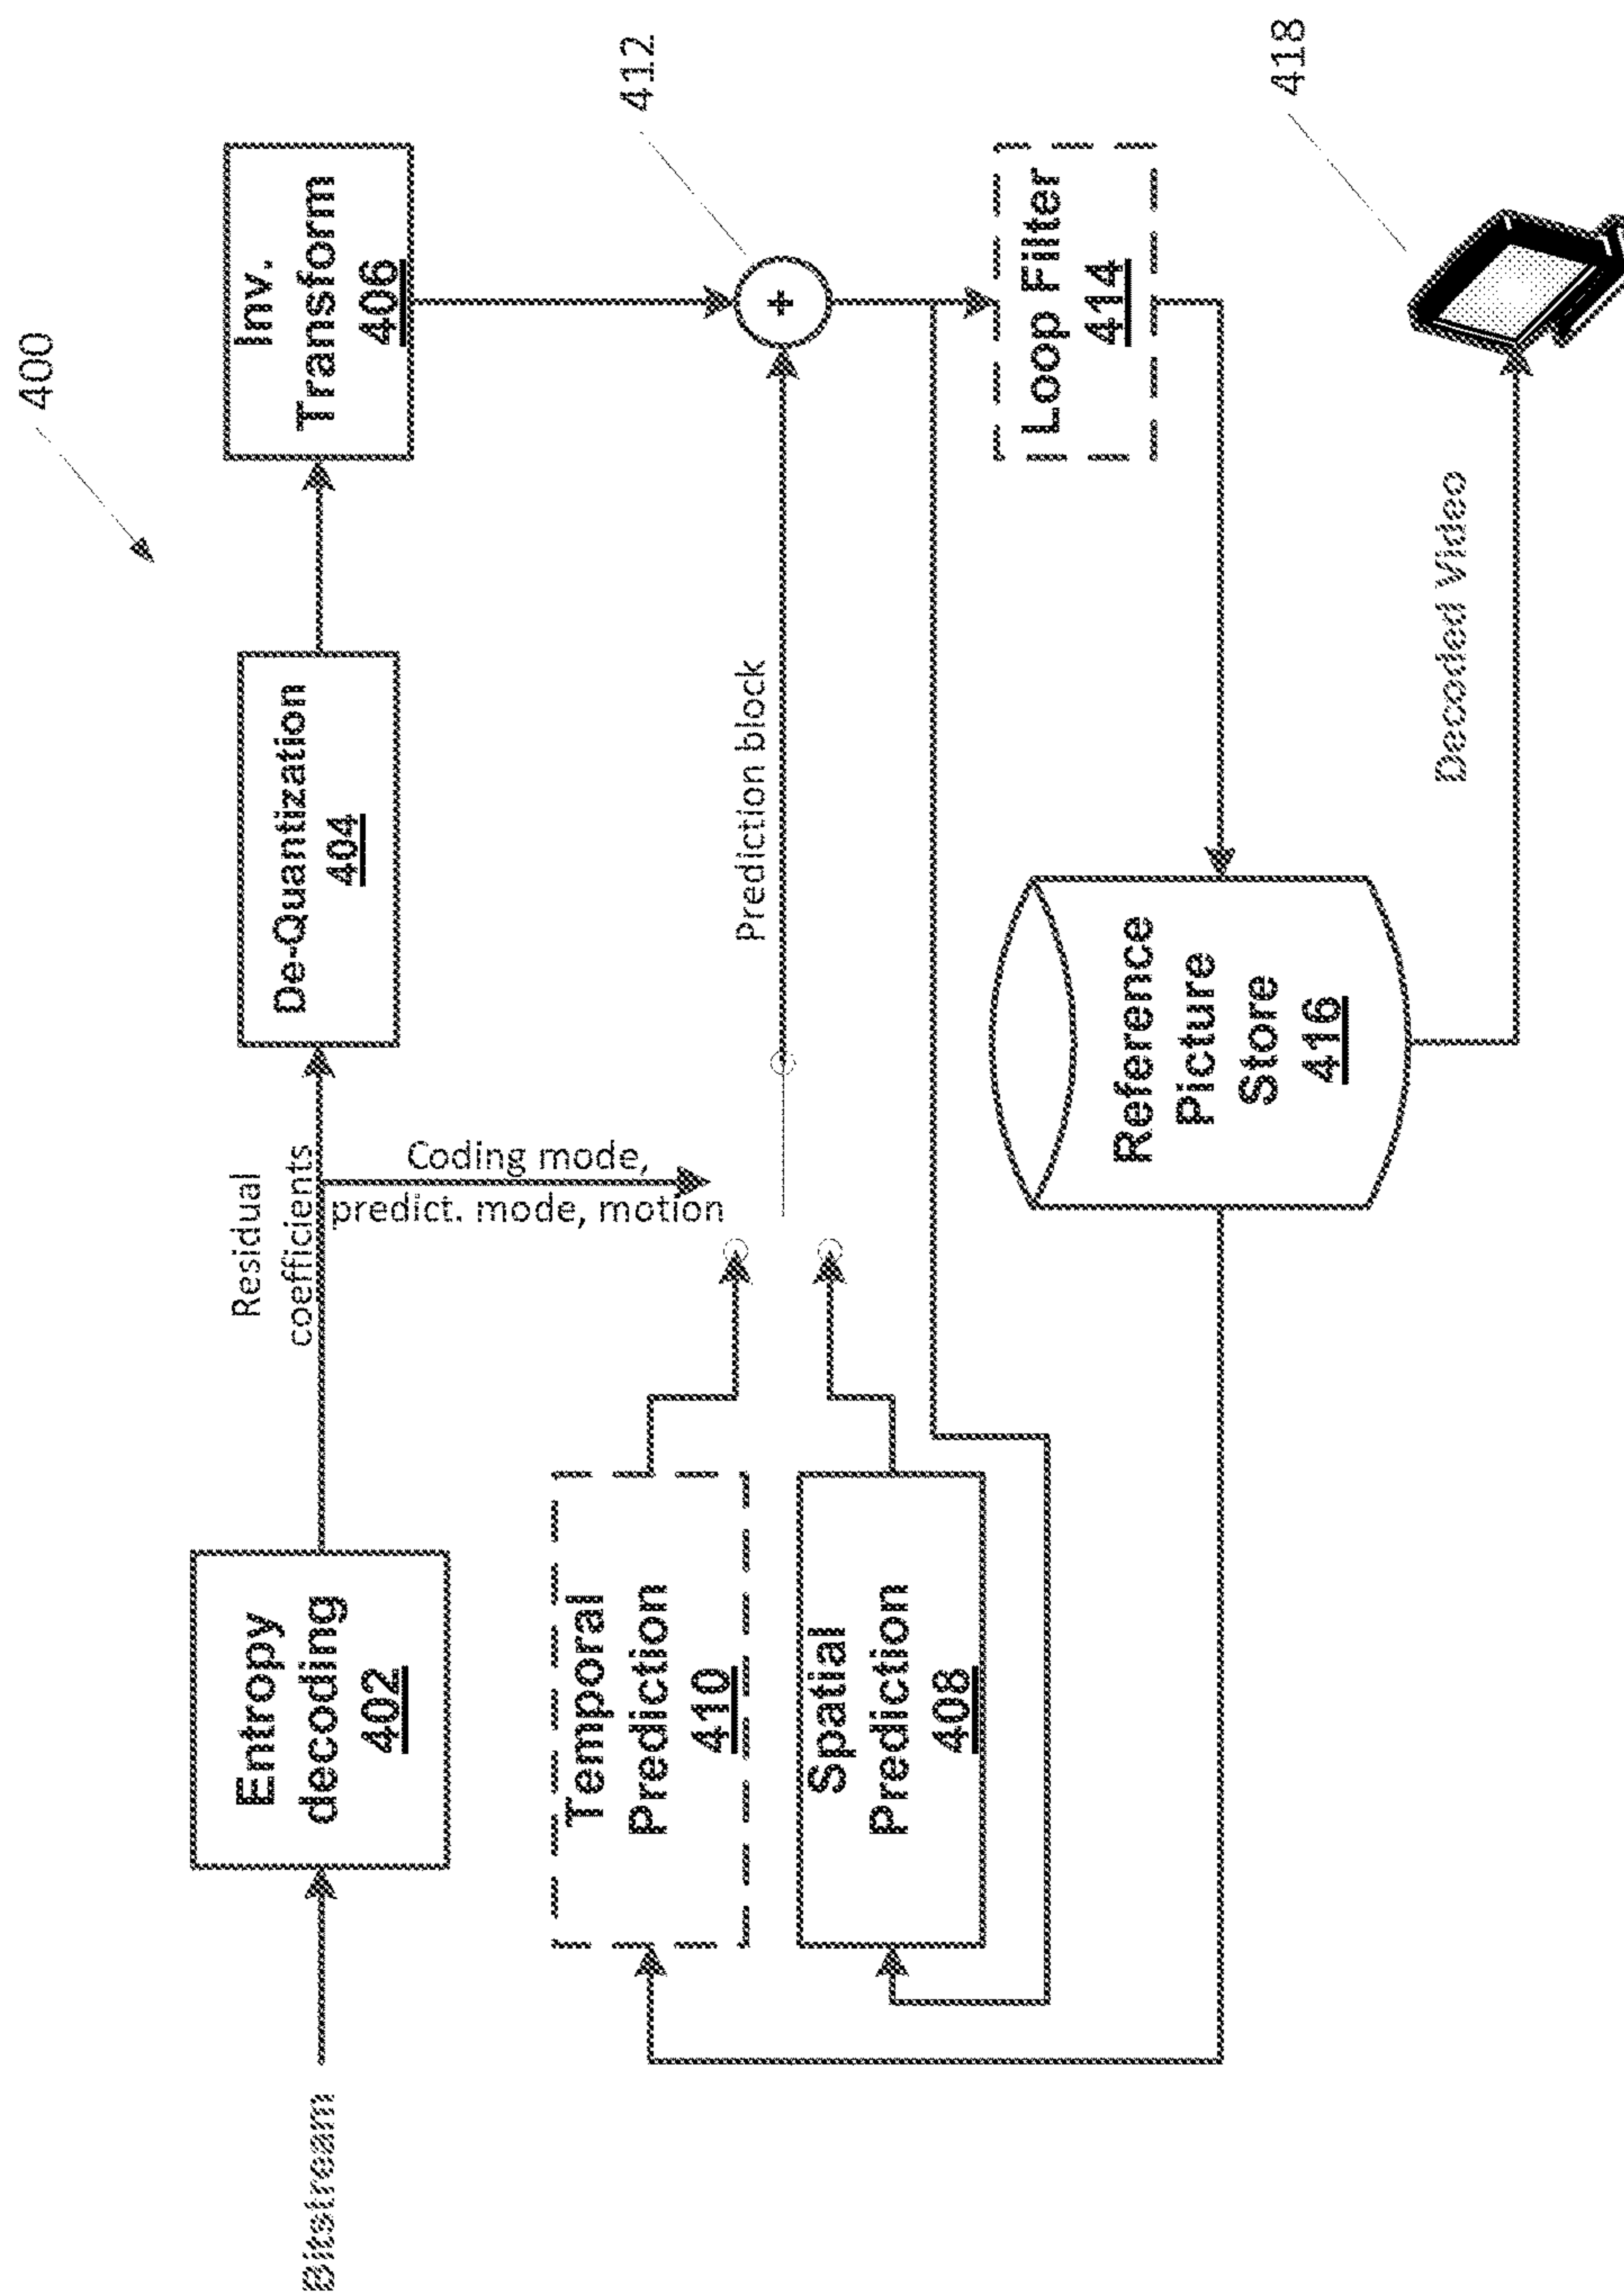 400
Bitstream
Entropy
decoding
402
Residual
coefficients
Coding mode,
predict. mode, motion
De-Quantization
404
Inv.
Transform
406
Temporal
Prediction
410
Spatial
Prediction
408
Prediction block
412
+
Loop Filter
414
Reference
Picture
Store
416
Decoded Video
418